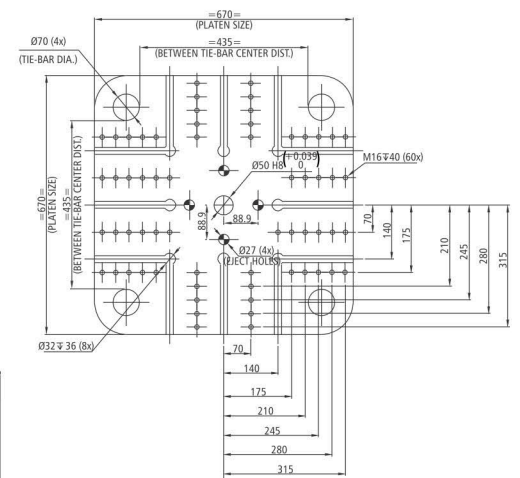 =670=
(PLATEN SIZE)
Ø70 (4x)
(TIE-BAR DIA.)
=435=
(BETWEEN TIE-BAR CENTER DIST.)
Ø50 H8(+0.039 0)
M16↧40 (60x)
=670=
(PLATEN SIZE)
=435=
(BETWEEN TIE-BAR CENTER DIST.)
88.9
88.9
Ø27 (4x)
(EJECT HOLES)
70
140
175
210
245
280
315
Ø32↧36 (8x)
70
140
175
210
245
280
315